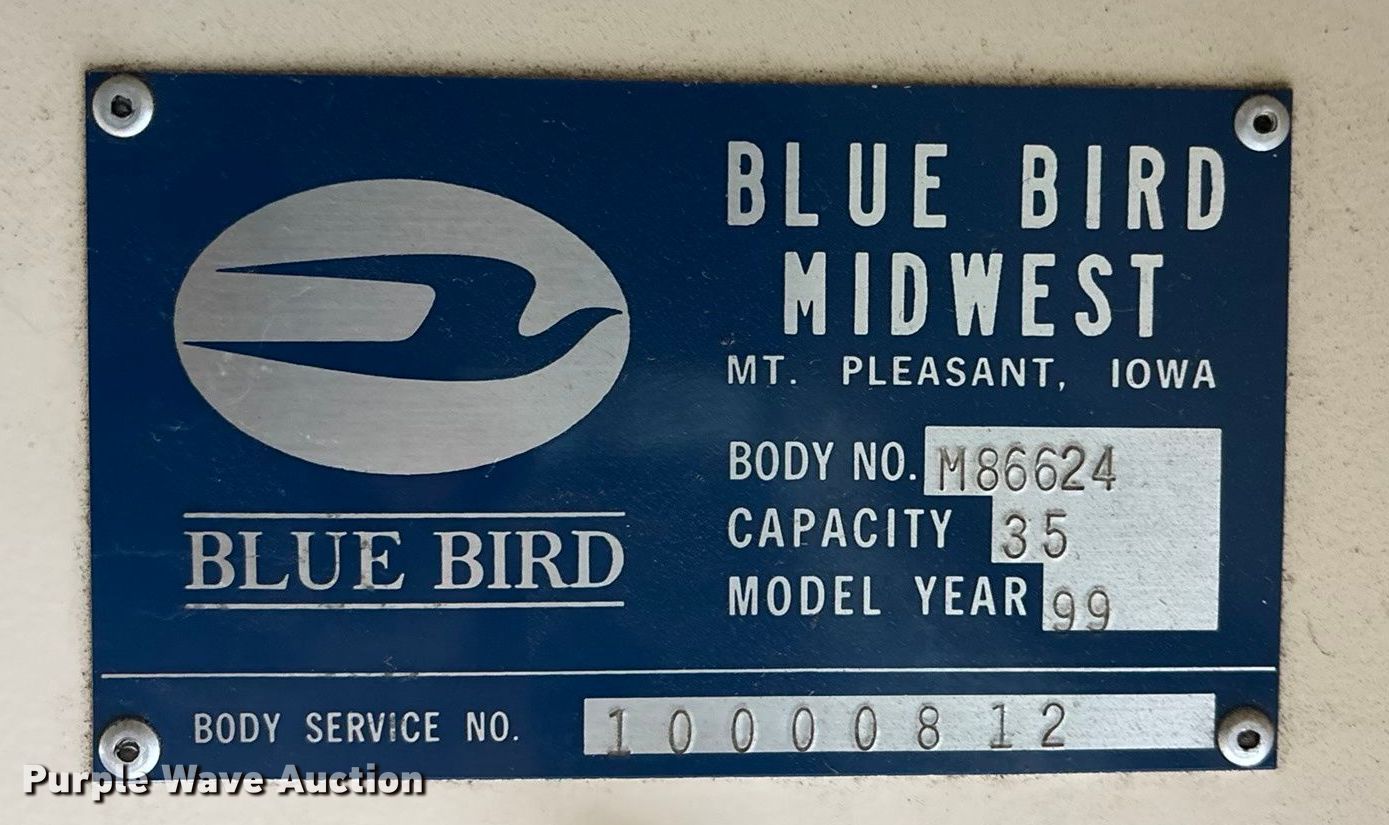 BLUE BIRD
MIDWEST
MT. PLEASANT, IOWA
BODY NO. M86624
CAPACITY 35
MODEL YEAR 99
BLUE BIRD
BODY SERVICE NO. 10000812
Purple Wave Auction